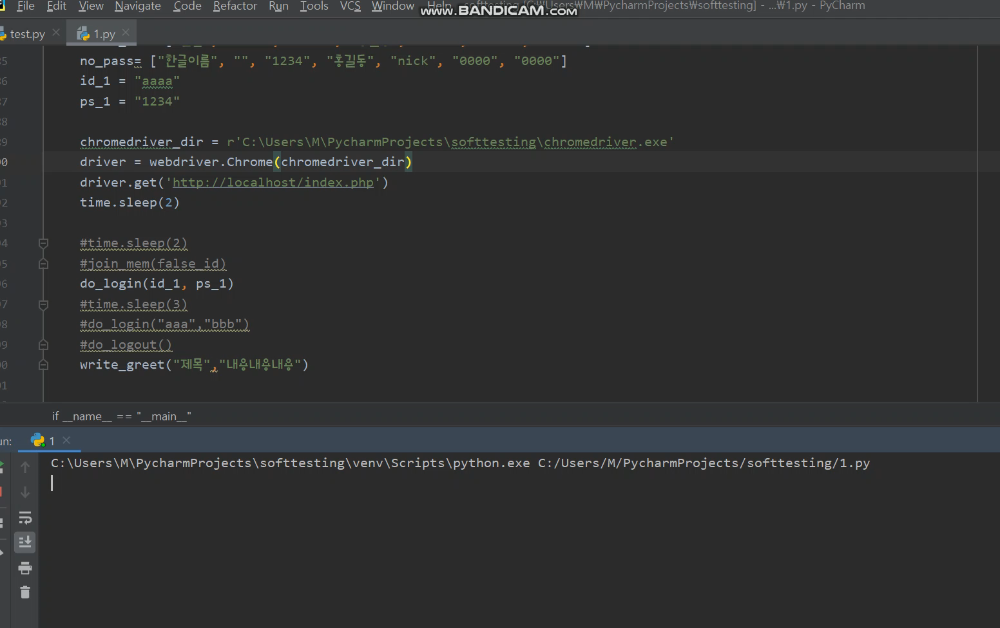 File Edit View Navigate Code Refactor Run Tools VCS Window Help softtesting [C:₩Users₩M₩PycharmProjects₩softtesting] - ...₩1.py - PyCharm
www.BANDICAM.com
test.py 1.py
no_pass= ["한글이름", "", "1234", "홍길동", "nick", "0000", "0000"]
id_1 = "aaaa"
ps_1 = "1234"
chromedriver_dir = r'C:\Users\M\PycharmProjects\softtesting\chromedriver.exe'
driver = webdriver.Chrome(chromedriver_dir)
driver.get('http://localhost/index.php')
time.sleep(2)
#time.sleep(2)
#join_mem(false_id)
do_login(id_1, ps_1)
#time.sleep(3)
#do_login("aaa","bbb")
#do_logout()
write_greet("제목","내용내용내용")
if __name__ == "__main__"
un: 1
C:\Users\M\PycharmProjects\softtesting\venv\Scripts\python.exe C:/Users/M/PycharmProjects/softtesting/1.py